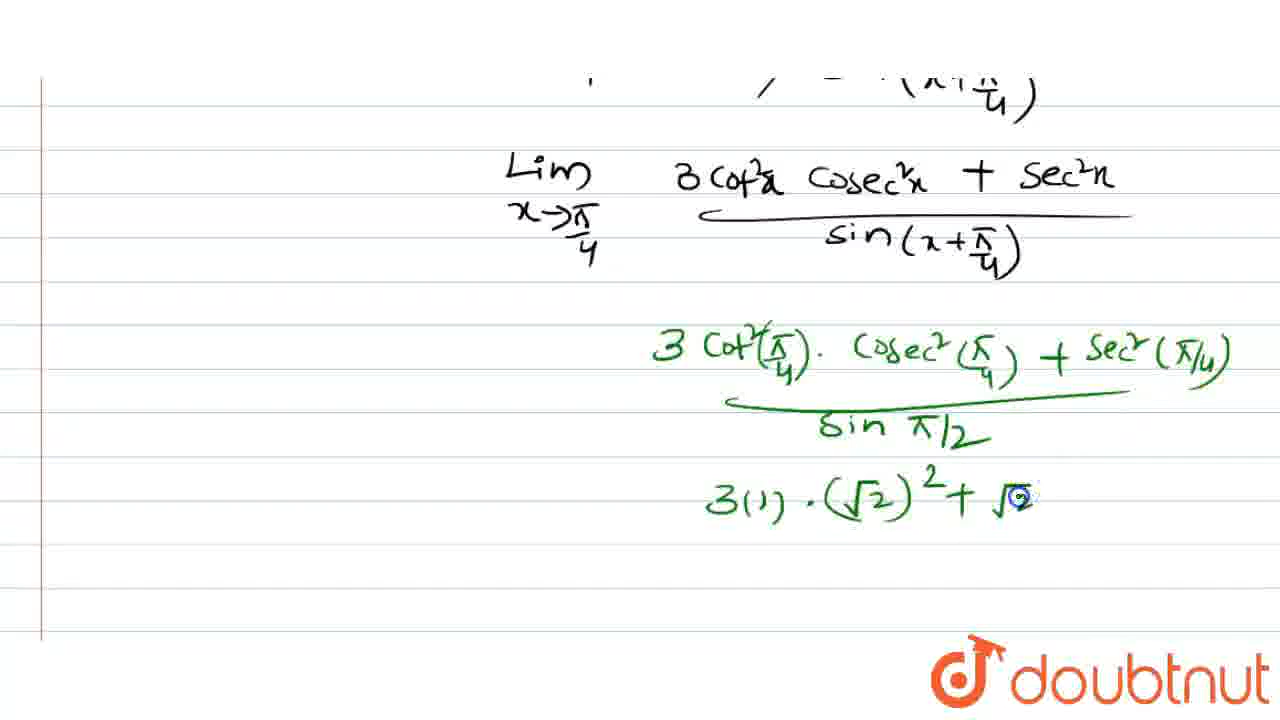 (x+π/4)
Lim x→π/4 3 cot²x cosec²x + sec²x / sin(x+π/4)
3 cot²(π/4) · cosec²(π/4) + sec²(π/4) / sin π/2
3(1) · (√2)² + √2
doubtnut